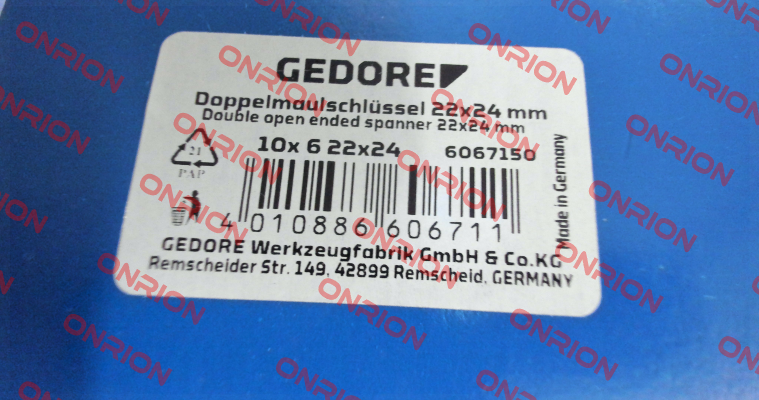 GEDORE
Doppelmaulschlüssel 22x24 mm
Double open ended spanner 22x24 mm
10x 6 22x24 6067150
21
PAP
4 010886 606711
GEDORE Werkzeugfabrik GmbH & Co.KG
Remscheider Str. 149, 42899 Remscheid, GERMANY
Made in Germany
ONRION